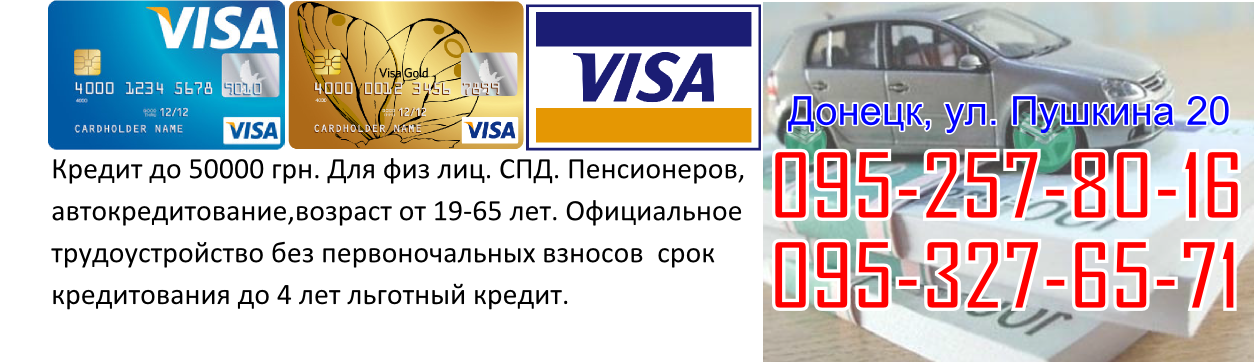 VISA
4000 1234 5678 9010
4000
12/12
CARDHOLDER NAME
VISA
Visa Gold
4000 0012 3456 7899
4000
12/12
CARDHOLDER NAME
VISA
VISA
Кредит до 50000 грн. Для физ лиц. СПД. Пенсионеров,
автокредитование,возраст от 19-65 лет. Официальное
трудоустройство без первоночальных взносов срок
кредитования до 4 лет льготный кредит.
Донецк, ул. Пушкина 20
095-257-80-16
095-327-65-71